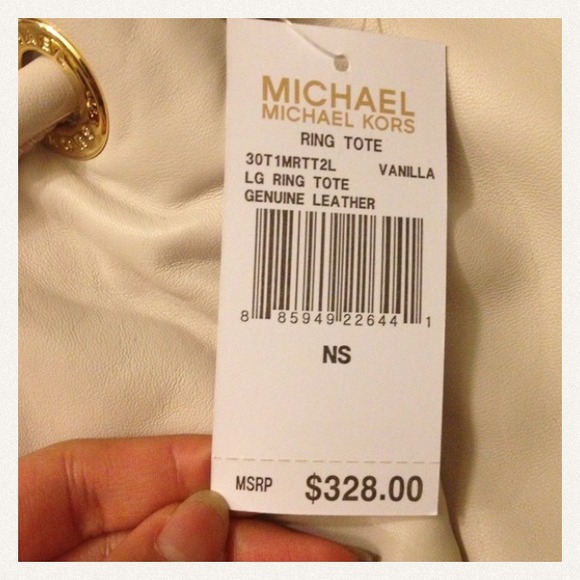 MICHAEL
MICHAEL KORS
RING TOTE
30T1MRTT2L VANILLA
LG RING TOTE
GENUINE LEATHER
8 85949 22644 1
NS
MSRP $328.00